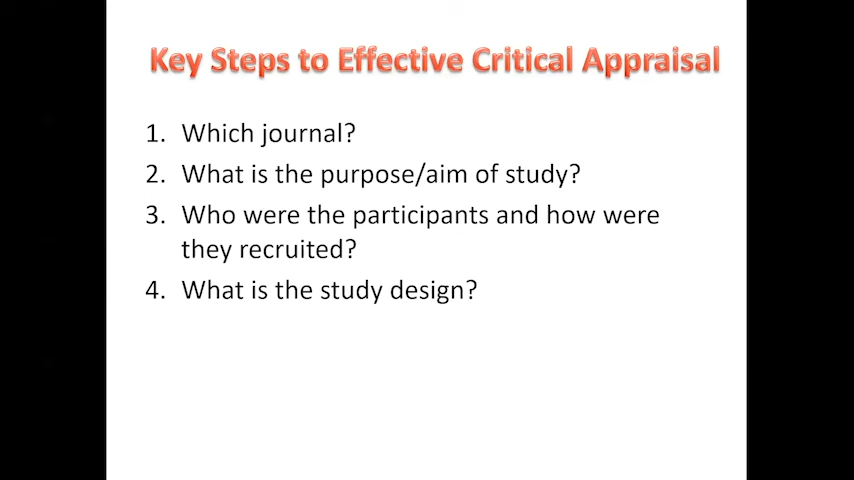 Key Steps to Effective Critical Appraisal
1. Which journal?
2. What is the purpose/aim of study?
3. Who were the participants and how were
they recruited?
4. What is the study design?